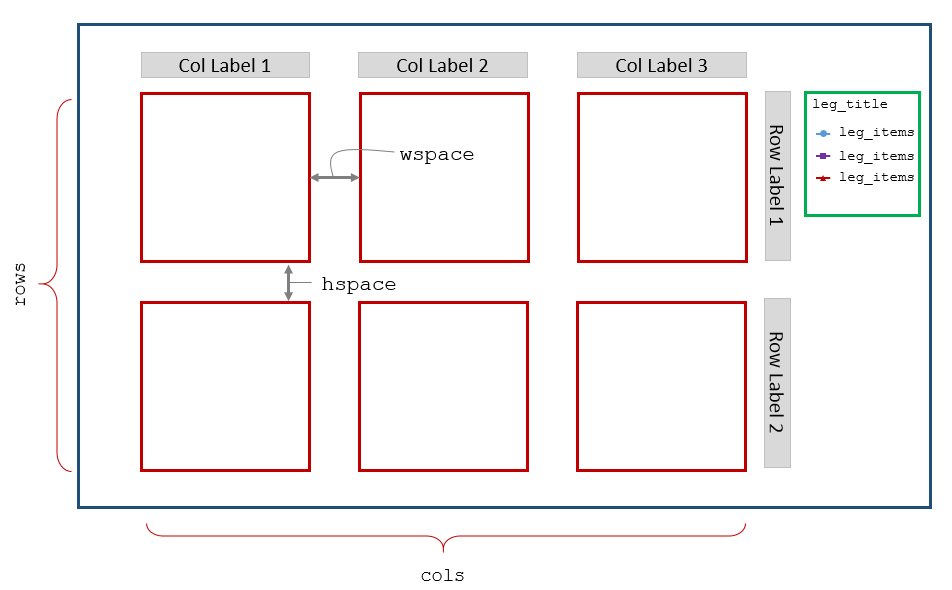 Col Label 1
Col Label 2
Col Label 3
leg_title
leg_items
leg_items
leg_items
Row Label 1
wspace
hspace
rows
Row Label 2
cols